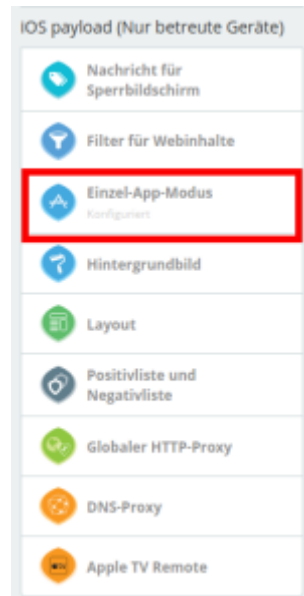 iOS payload (Nur betreute Geräte)
Nachricht für
Sperrbildschirm
Filter für Webinhalte
Einzel-App-Modus
Konfiguriert
Hintergrundbild
Layout
Positivliste und
Negativliste
Globaler HTTP-Proxy
DNS-Proxy
Apple TV Remote